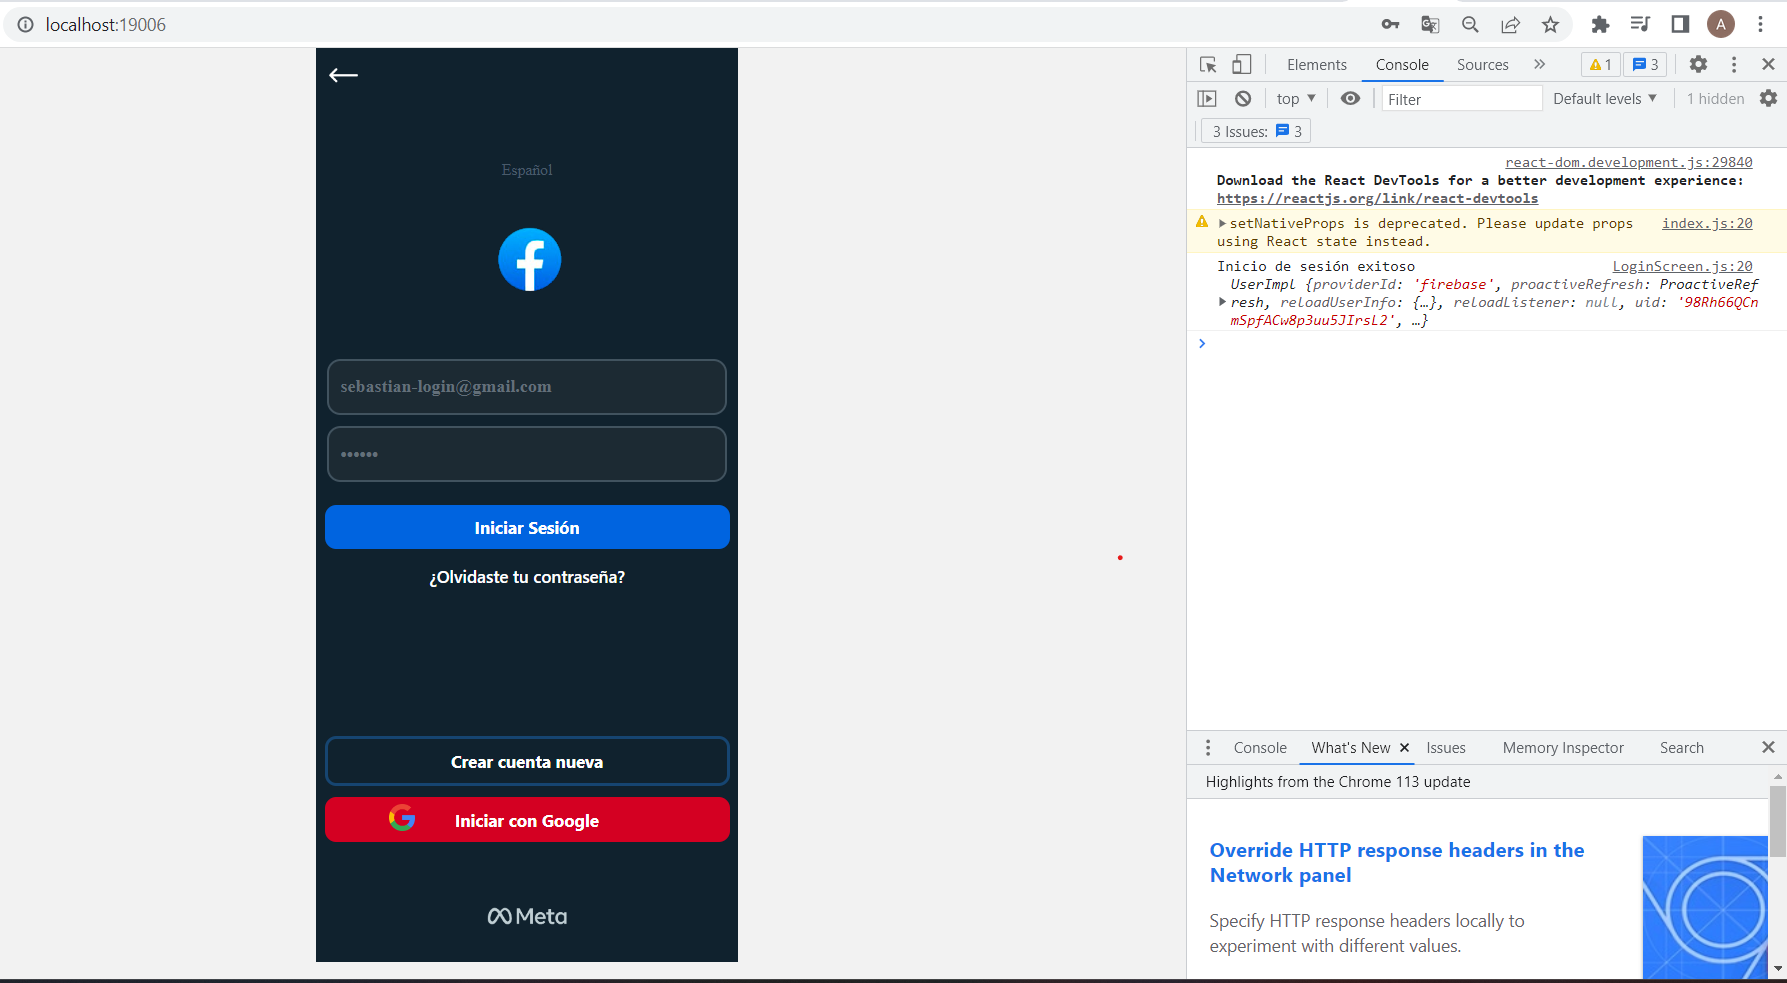 localhost:19006
A
Español
sebastian-login@gmail.com
••••••
Iniciar Sesión
¿Olvidaste tu contraseña?
Crear cuenta nueva
Iniciar con Google
Meta
Elements
Console
Sources
1
3
top
Filter
Default levels
1 hidden
3 Issues:
3
react-dom.development.js:29840
Download the React DevTools for a better development experience:
https://reactjs.org/link/react-devtools
setNativeProps is deprecated. Please update props index.js:20
using React state instead.
Inicio de sesión exitoso LoginScreen.js:20
UserImpl {providerId: 'firebase', proactiveRefresh: ProactiveRef
resh, reloadUserInfo: {…}, reloadListener: null, uid: '98Rh66QCn
mSpfACw8p3uu5JIrsL2', …}
Console
What's New
Issues
Memory Inspector
Search
Highlights from the Chrome 113 update
Override HTTP response headers in the
Network panel
Specify HTTP response headers locally to
experiment with different values.